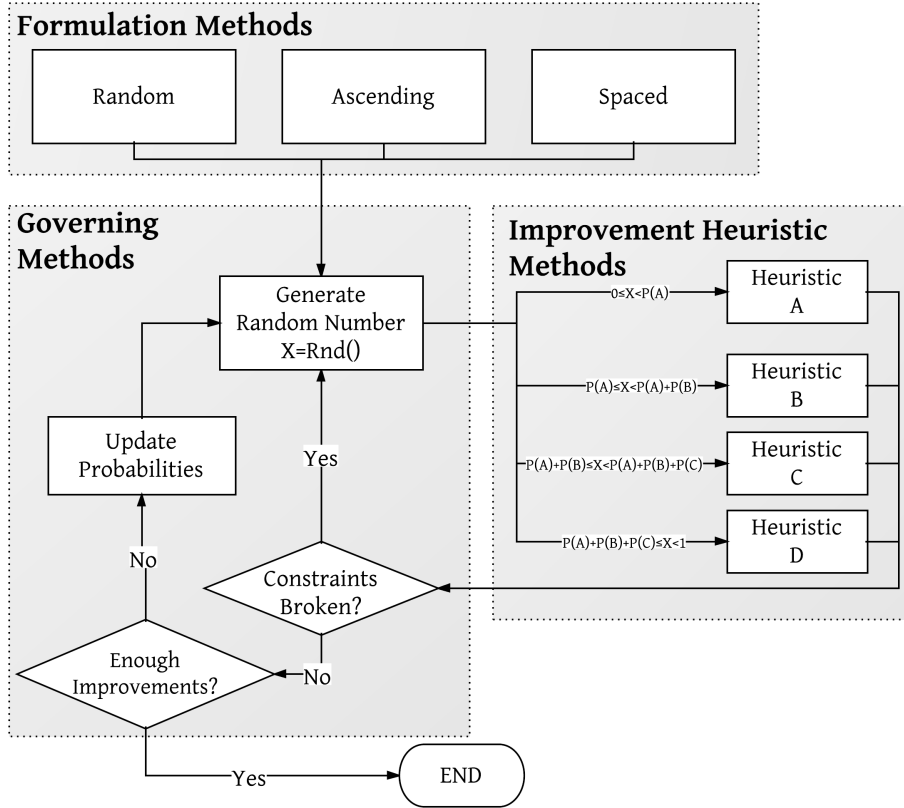 Formulation Methods
Random
Ascending
Spaced
Governing
Methods
Generate
Random Number
X=Rnd()
Update
Probabilities
Yes
No
Constraints
Broken?
No
Enough
Improvements?
Yes
END
Improvement Heuristic
Methods
0≤X<P(A)
Heuristic
A
P(A)≤X<P(A)+P(B)
Heuristic
B
P(A)+P(B)≤X<P(A)+P(B)+P(C)
Heuristic
C
P(A)+P(B)+P(C)≤X<1
Heuristic
D